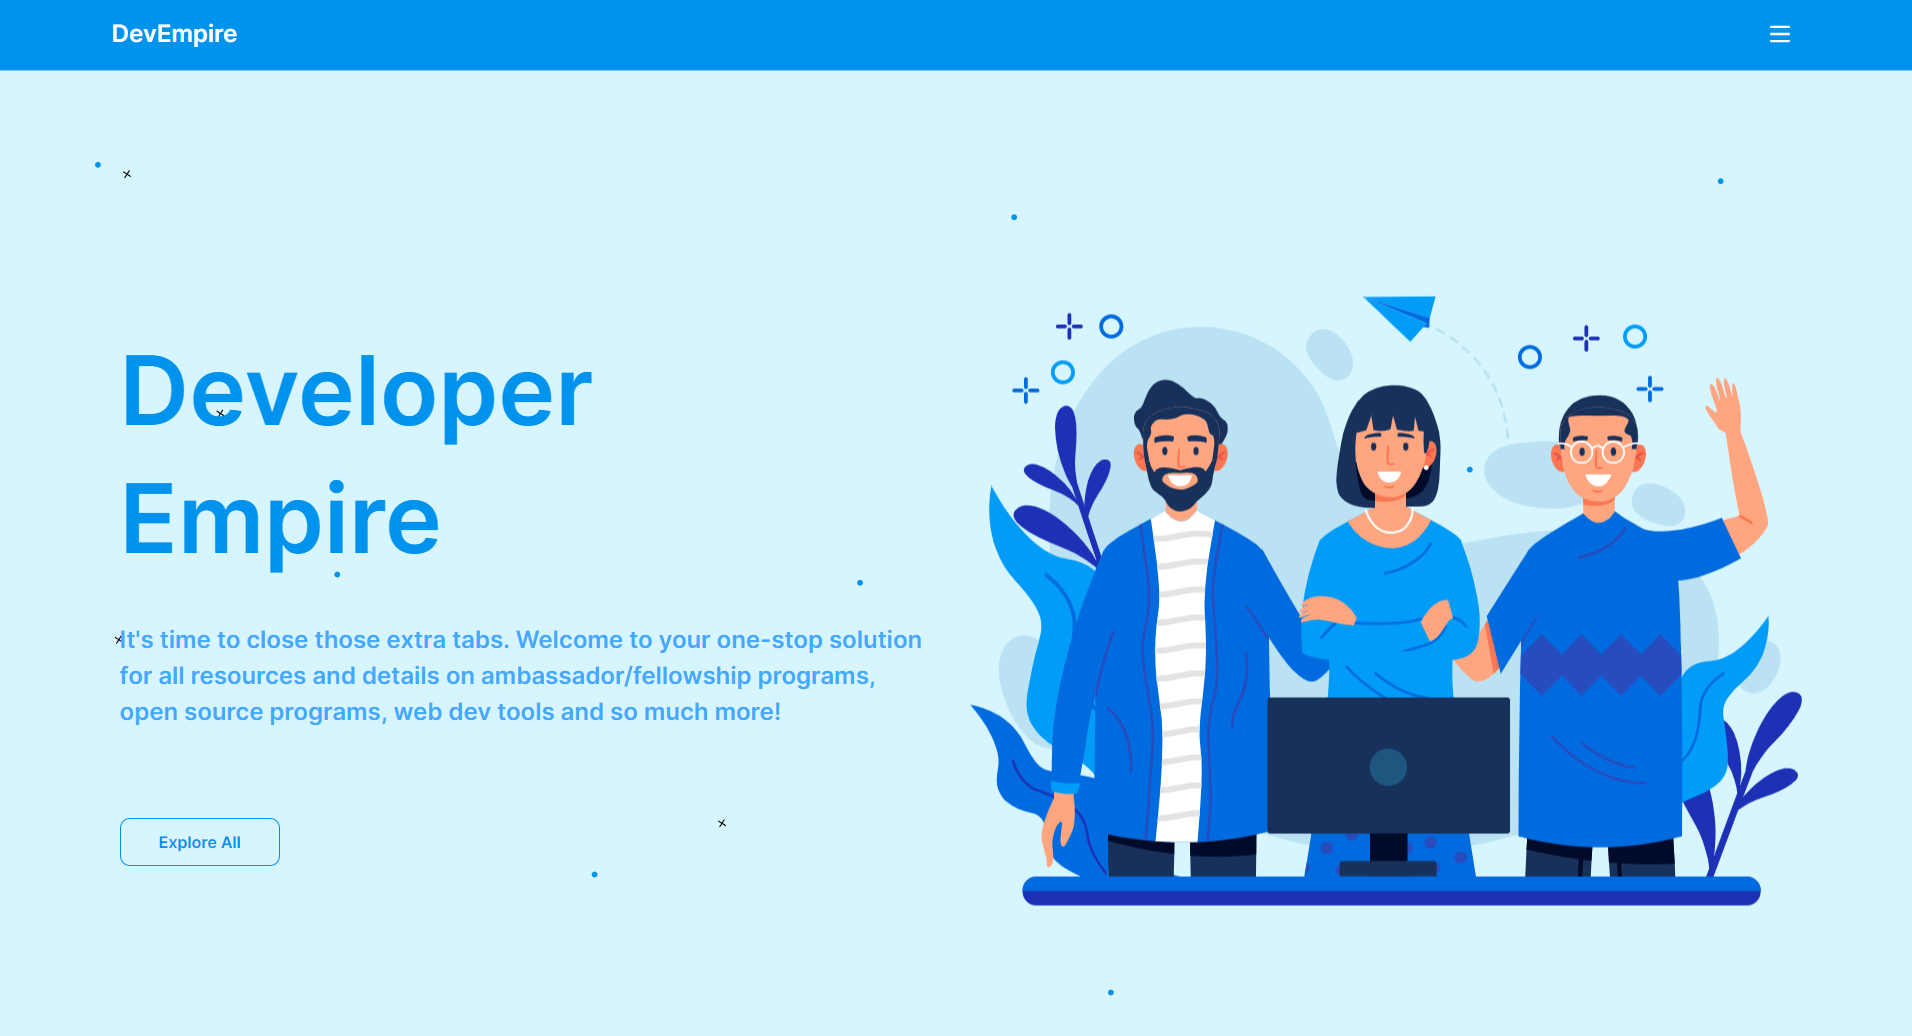 DevEmpire
Developer
Empire
It's time to close those extra tabs. Welcome to your one-stop solution
for all resources and details on ambassador/fellowship programs,
open source programs, web dev tools and so much more!
Explore All